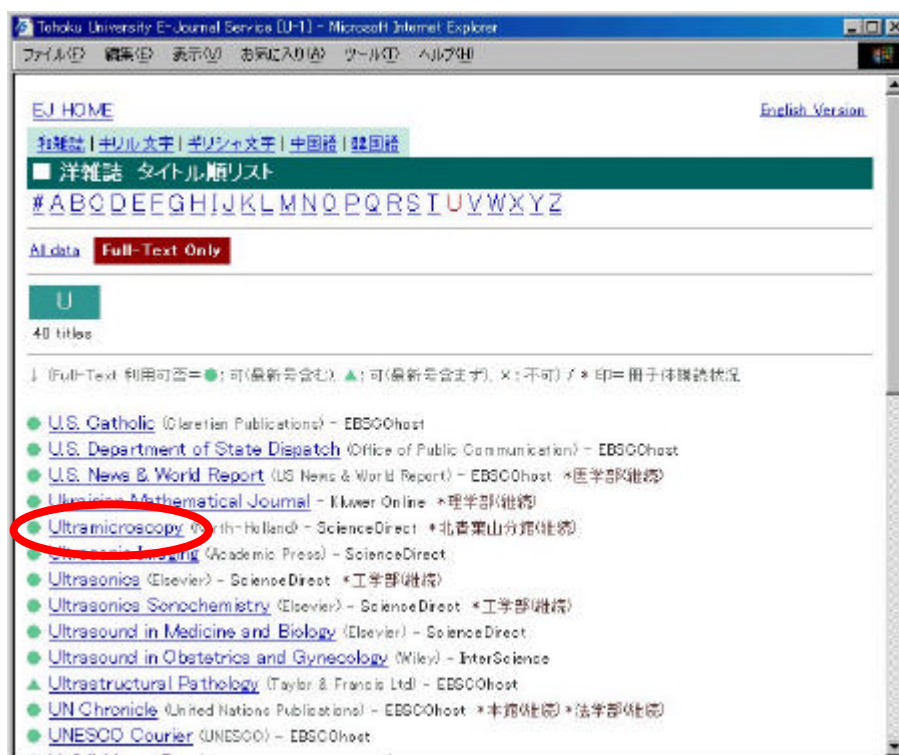 Tohoku University E-Journal Service [U-1] - Microsoft Internet Explorer
ファイル(F) 編集(E) 表示(V) お気に入り(A) ツール(T) ヘルプ(H)
EJ HOME English Version
和雑誌 | キリル文字 | ギリシャ文字 | 中国語 | 韓国語
■ 洋雑誌 タイトル順リスト
# A B C D E F G H I J K L M N O P Q R S T U V W X Y Z
All data Full-Text Only
U
40 titles
↓ (Full-Text 利用可否=●; 可(最新号含む), ▲; 可(最新号含まず), ×; 不可) / * 印= 冊子体購読状況
● U.S. Catholic (Claretian Publications) - EBSCOhost
● U.S. Department of State Dispatch (Office of Public Communication) - EBSCOhost
● U.S. News & World Report (US News & World Report) - EBSCOhost *医学部(継続)
● Ukrainian Mathematical Journal - Kluwer Online *理学部(継続)
● Ultramicroscopy (North-Holland) - ScienceDirect *北青葉山分館(継続)
● Ultrasonic Imaging (Academic Press) - ScienceDirect
● Ultrasonics (Elsevier) - ScienceDirect *工学部(継続)
● Ultrasonics Sonochemistry (Elsevier) - ScienceDirect *工学部(継続)
● Ultrasound in Medicine and Biology (Elsevier) - ScienceDirect
● Ultrasound in Obstetrics and Gynecology (Wiley) - InterScience
▲ Ultrastructural Pathology (Taylor & Francis Ltd) - EBSCOhost
● UN Chronicle (United Nations Publications) - EBSCOhost *本館(継続) *法学部(継続)
● UNESCO Courier (UNESCO) - EBSCOhost